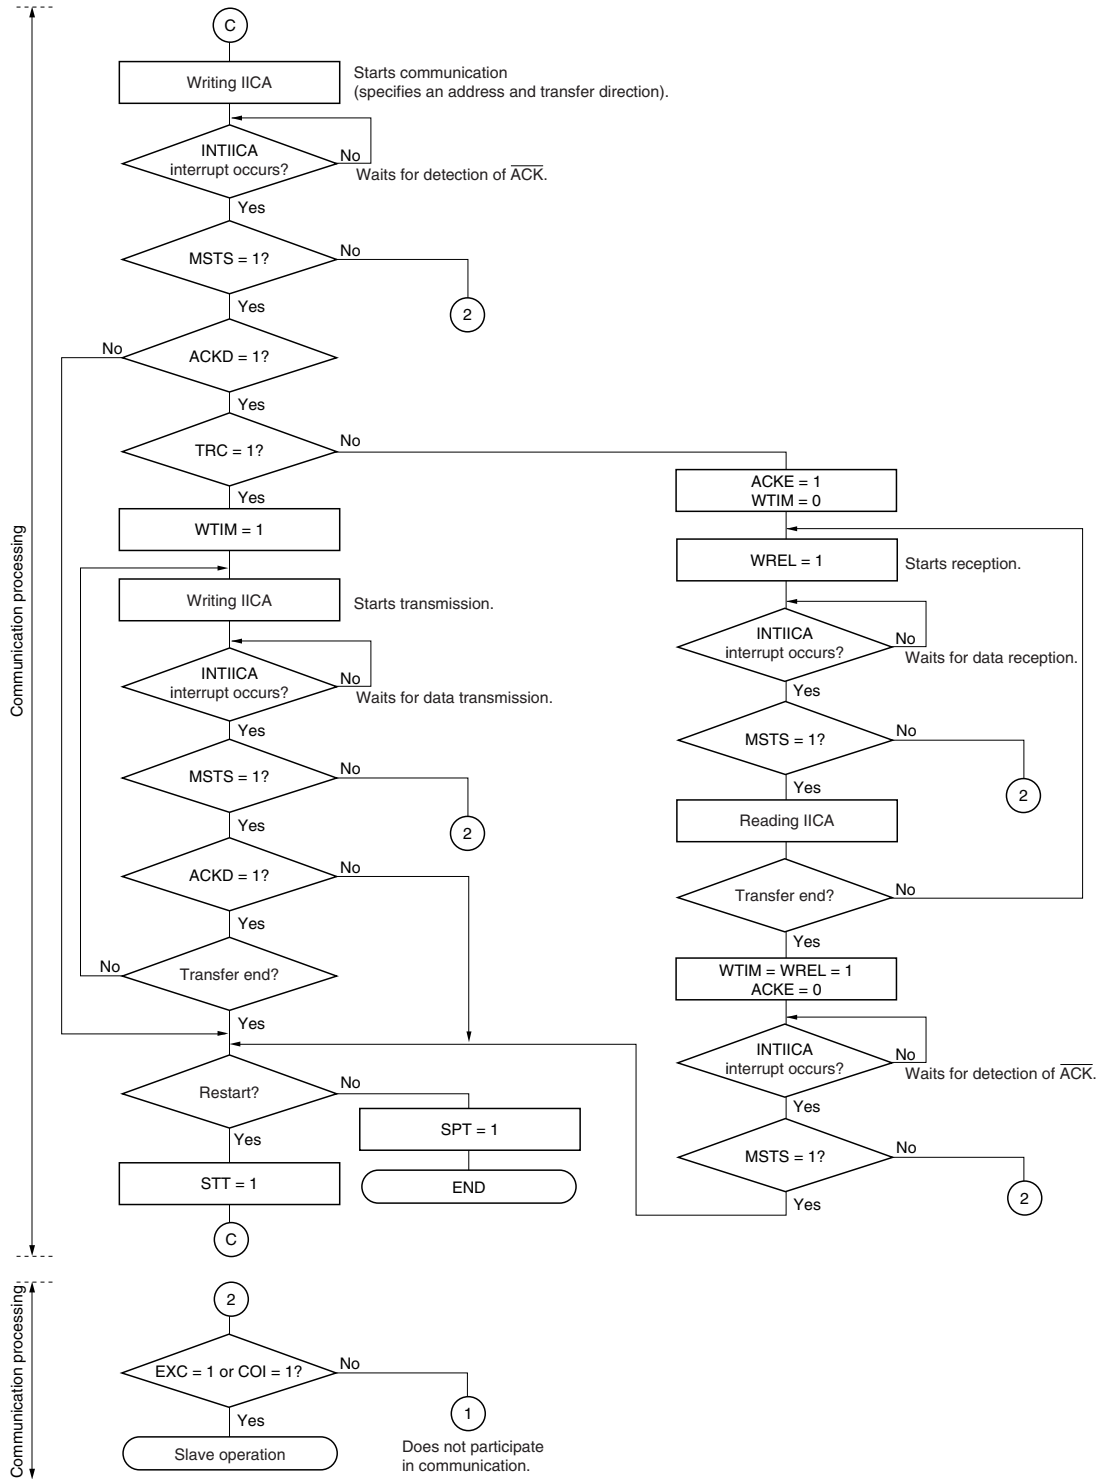 C
Writing IICA
Starts communication
(specifies an address and transfer direction).
INTIICA
interrupt occurs?
No
Waits for detection of ACK.
Yes
MSTS = 1?
No
2
Yes
ACKD = 1?
No
Yes
TRC = 1?
No
Yes
WTIM = 1
Writing IICA
Starts transmission.
INTIICA
interrupt occurs?
No
Waits for data transmission.
Yes
MSTS = 1?
No
2
Yes
ACKD = 1?
No
Yes
Transfer end?
No
Yes
Restart?
No
SPT = 1
END
Yes
STT = 1
C
ACKE = 1
WTIM = 0
WREL = 1
Starts reception.
INTIICA
interrupt occurs?
No
Waits for data reception.
Yes
MSTS = 1?
No
2
Yes
Reading IICA
Transfer end?
No
Yes
WTIM = WREL = 1
ACKE = 0
INTIICA
interrupt occurs?
No
Waits for detection of ACK.
Yes
MSTS = 1?
No
2
Yes
Communication processing
2
EXC = 1 or COI = 1?
No
1
Does not participate
in communication.
Yes
Slave operation
Communication processing